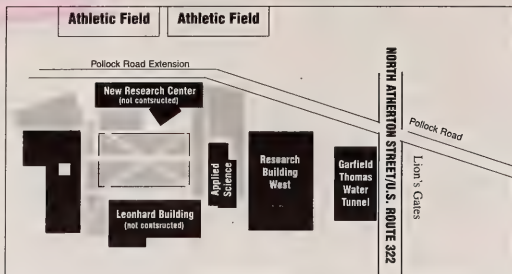 Athletic Field
Athletic Field
Pollock Road Extension
New Research Center
(not contsructed)
NORTH ATHERTON STREET/U.S. ROUTE 322
Pollock Road
Lion's Gates
Applied
Science
Research
Building
West
Garfield
Thomas
Water
Tunnel
Leonhard Building
(not contsructed)